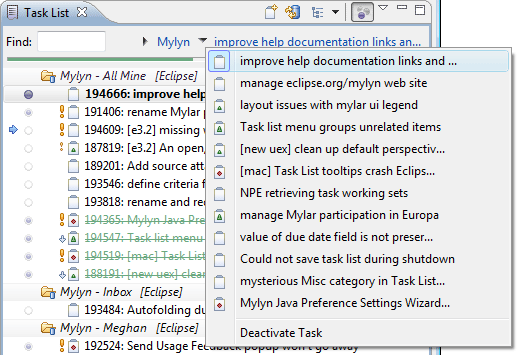 Task List
Find:
Mylyn
improve help documentation links an...
Mylyn - All Mine [Eclipse]
194666: improve help
191406: rename Mylar p
194609: [e3.2] missing
187819: [e3.2] An open,
189201: Add source att
193546: define criteria f
193818: rename and re
194365: Mylyn Java Pre
194547: Task list menu
194519: [mac] Task List
188191: [new uex] clean
Mylyn - Inbox [Eclipse]
193484: Autofolding du
Mylyn - Meghan [Eclipse]
192524: Send Usage Feedback popup won't go away
improve help documentation links and ...
manage eclipse.org/mylyn web site
layout issues with mylar ui legend
Task list menu groups unrelated items
[new uex] clean up default perspectiv...
[mac] Task List tooltips crash Eclips...
NPE retrieving task working sets
manage Mylar participation in Europa
value of due date field is not preser...
Could not save task list during shutdown
mysterious Misc category in Task List...
Mylyn Java Preference Settings Wizard...
Deactivate Task